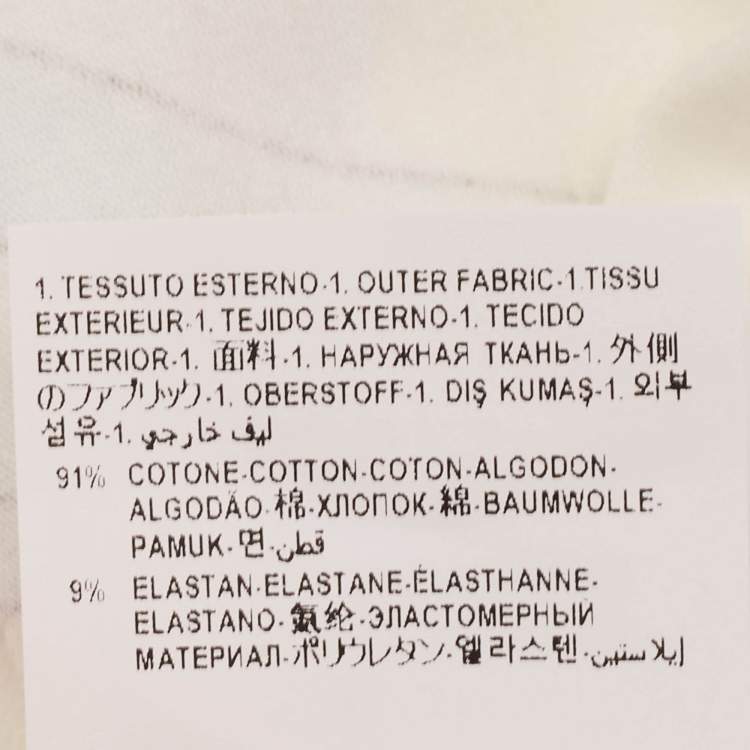 1. TESSUTO ESTERNO-1. OUTER FABRIC-1.TISSU
EXTERIEUR-1. TEJIDO EXTERNO-1. TECIDO
EXTERIOR-1. 面料-1. НАРУЖНАЯ ТКАНЬ-1. 外側
のファブリック-1. OBERSTOFF-1. DIŞ KUMAŞ-1. 외부
섬유-1. ليف خارجي
91% COTONE-COTTON-COTON-ALGODON-
ALGODÃO-棉-ХЛОПОК-綿-BAUMWOLLE-
PAMUK-면-قطن
9% ELASTAN-ELASTANE-ÉLASTHANNE-
ELASTANO-氨纶-ЭЛАСТОМЕРНЫЙ
МАТЕРИАЛ-ポリウレタン-엘라스텐-إيلاستين